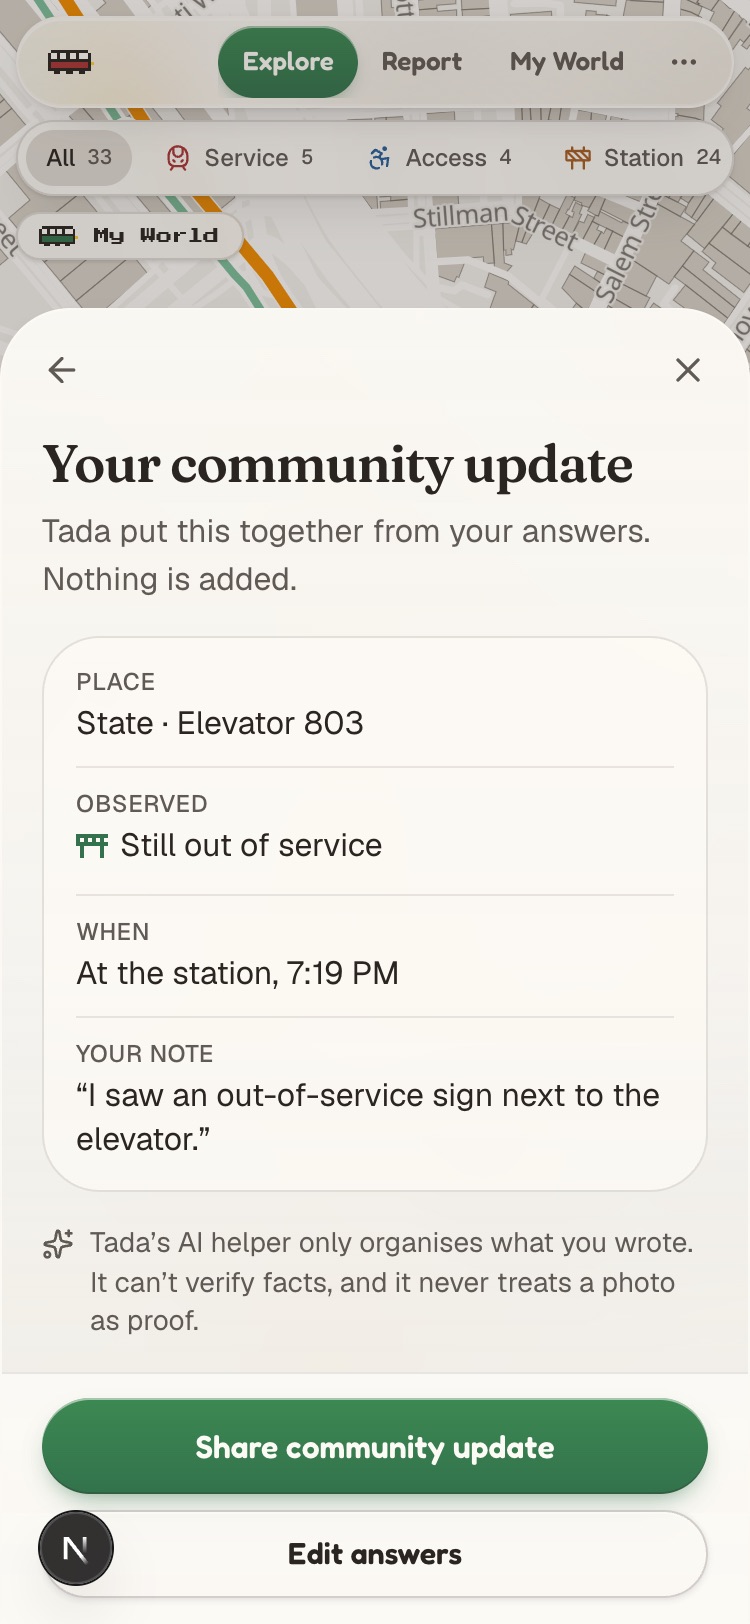 Explore Report My World
All 33 Service 5 Access 4 Station 24
Stillman Street
Salem Stre
My World
Your community update
Tada put this together from your answers.
Nothing is added.
PLACE
State · Elevator 803
OBSERVED
Still out of service
WHEN
At the station, 7:19 PM
YOUR NOTE
“I saw an out-of-service sign next to the
elevator.”
Tada’s AI helper only organises what you wrote.
It can’t verify facts, and it never treats a photo
as proof.
Share community update
N
Edit answers